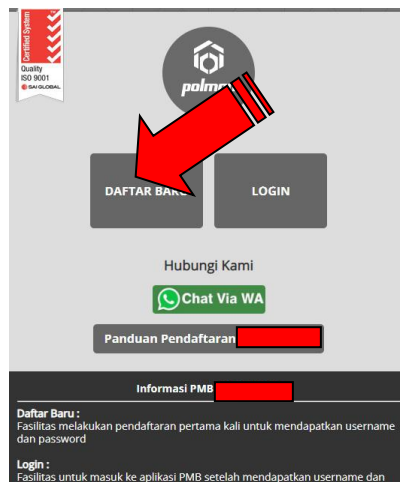 Certified System
Quality
ISO 9001
SAI GLOBAL
DAFTAR
LOGIN
Hubungi Kami
Chat Via WA
Panduan Pendaftaran
Informasi PMB
Daftar Baru :
Fasilitas melakukan pendaftaran pertama kali untuk mendapatkan username
dan password
Login :
Fasilitas untuk masuk ke aplikasi PMB setelah mendapatkan username dan